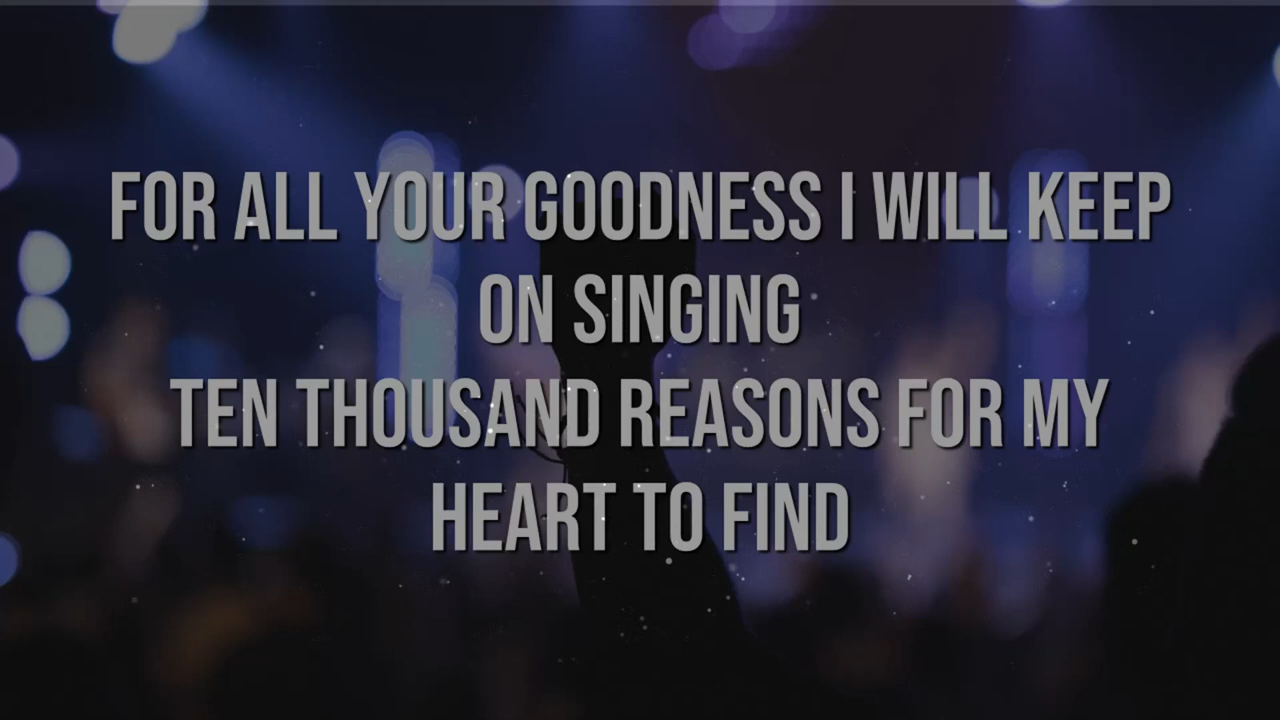 FOR ALL YOUR GOODNESS I WILL KEEP
ON SINGING
TEN THOUSAND REASONS FOR MY
HEART TO FIND